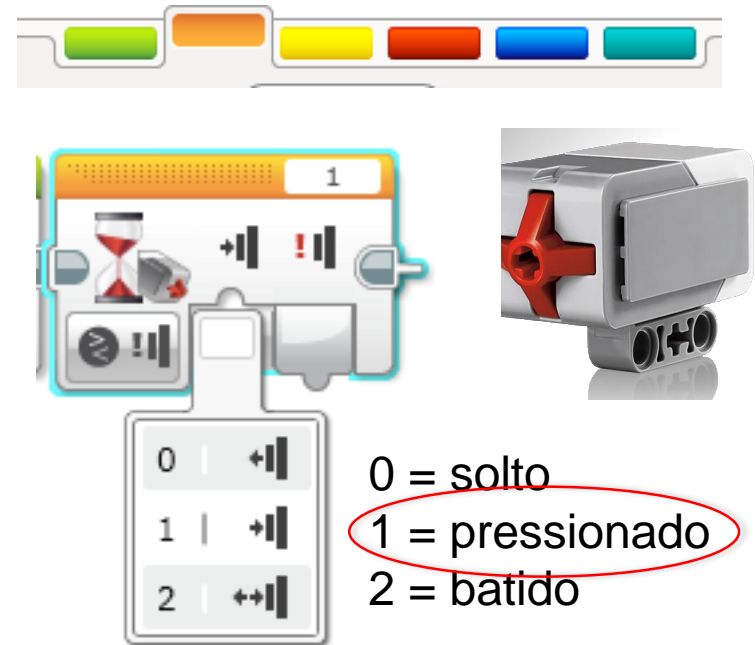 1
0
1
2
0 = solto
1 = pressionado
2 = batido